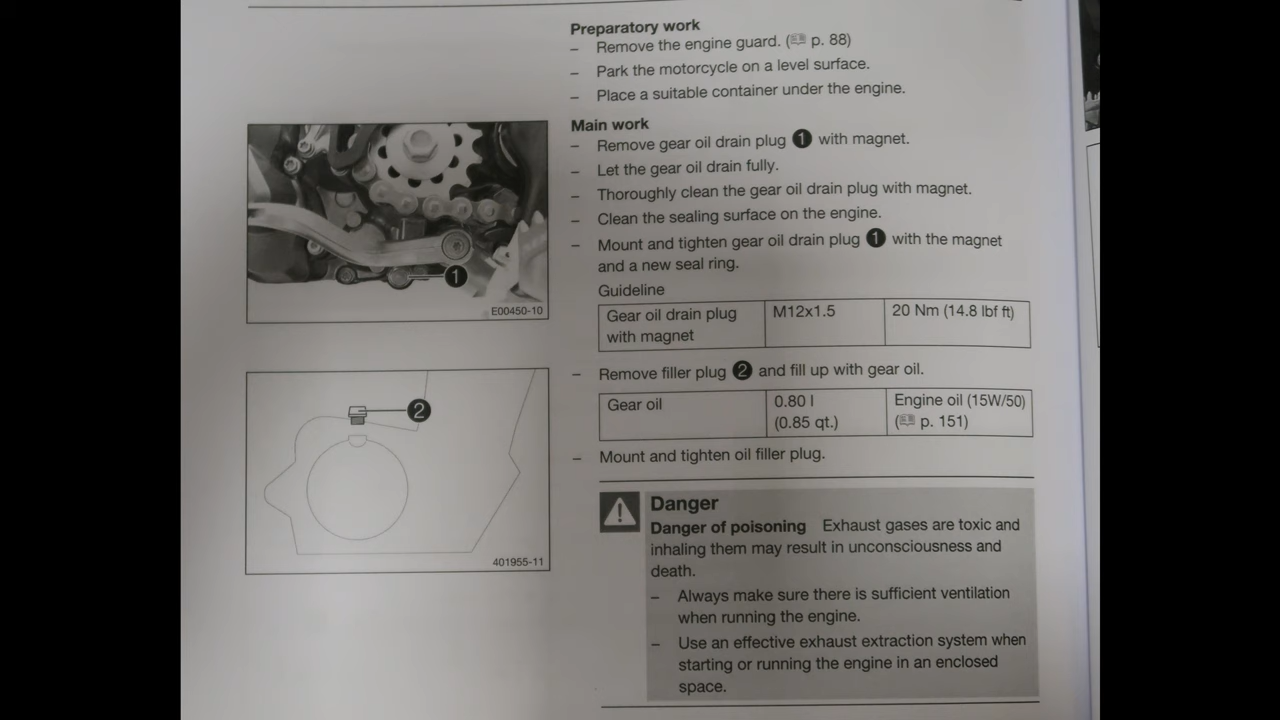 Preparatory work
– Remove the engine guard. ( p. 88)
– Park the motorcycle on a level surface.
– Place a suitable container under the engine.
Main work
– Remove gear oil drain plug 1 with magnet.
– Let the gear oil drain fully.
– Thoroughly clean the gear oil drain plug with magnet.
– Clean the sealing surface on the engine.
– Mount and tighten gear oil drain plug 1 with the magnet
and a new seal ring.
Guideline
Gear oil drain plug M12x1.5 20 Nm (14.8 lbf ft)
with magnet
1
E00450-10
– Remove filler plug 2 and fill up with gear oil.
Gear oil 0.80 l Engine oil (15W/50)
(0.85 qt.) ( p. 151)
– Mount and tighten oil filler plug.
2
401955-11
Danger
Danger of poisoning Exhaust gases are toxic and
inhaling them may result in unconsciousness and
death.
– Always make sure there is sufficient ventilation
when running the engine.
– Use an effective exhaust extraction system when
starting or running the engine in an enclosed
space.